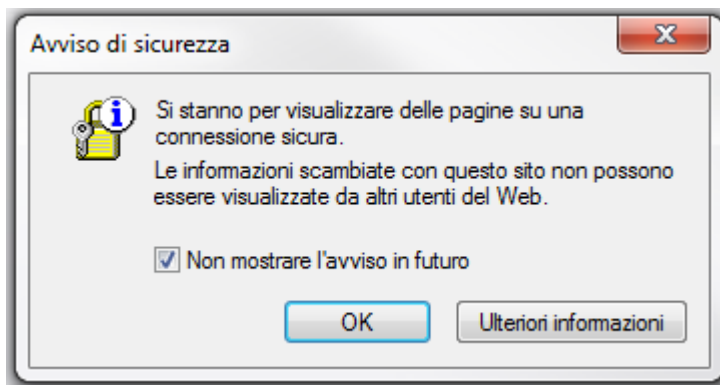 Avviso di sicurezza
Si stanno per visualizzare delle pagine su una
connessione sicura.
Le informazioni scambiate con questo sito non possono
essere visualizzate da altri utenti del Web.
Non mostrare l'avviso in futuro
OK
Ulteriori informazioni